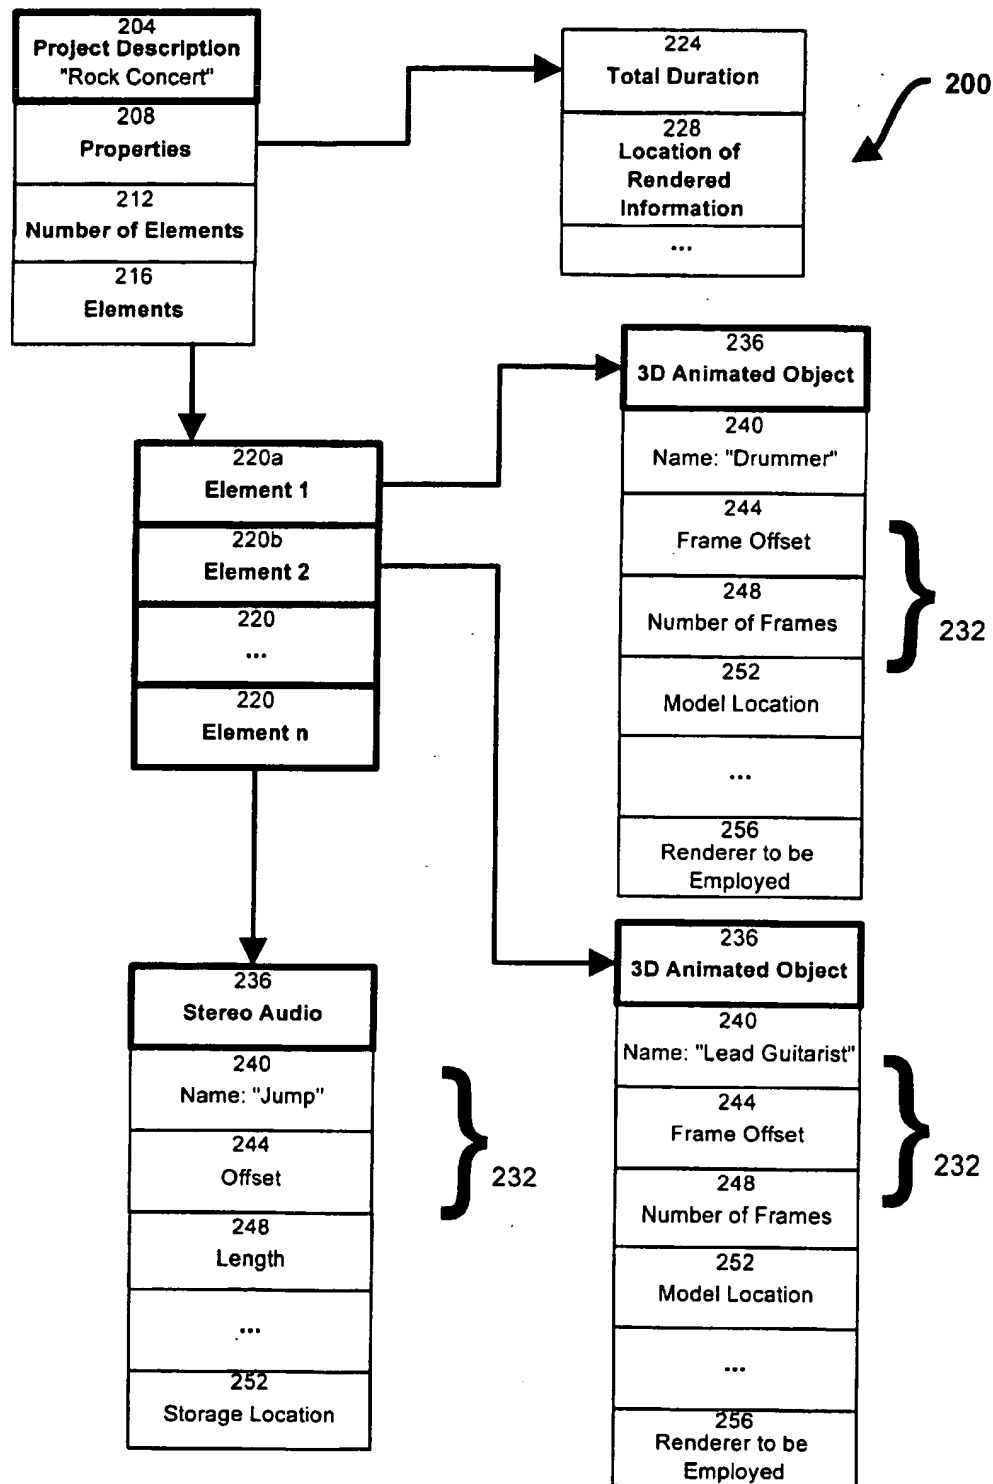 204
Project Description
"Rock Concert"
208
Properties
212
Number of Elements
216
Elements
224
Total Duration
228
Location of
Rendered
Information
...
200
220a
Element 1
220b
Element 2
220
...
220
Element n
236
3D Animated Object
240
Name: "Drummer"
244
Frame Offset
248
Number of Frames
252
Model Location
...
256
Renderer to be
Employed
232
236
Stereo Audio
240
Name: "Jump"
244
Offset
248
Length
...
252
Storage Location
232
236
3D Animated Object
240
Name: "Lead Guitarist"
244
Frame Offset
248
Number of Frames
252
Model Location
...
256
Renderer to be
Employed
232